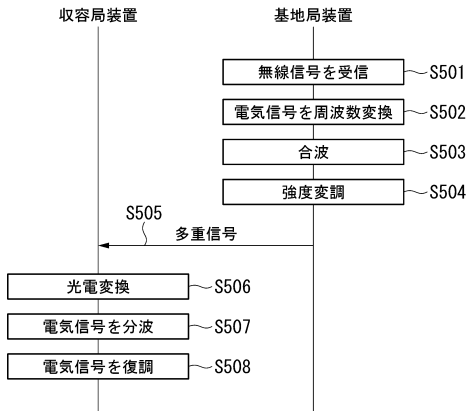 収容局装置
基地局装置
無線信号を受信
S501
電気信号を周波数変換
S502
合波
S503
強度変調
S504
S505
多重信号
光電変換
S506
電気信号を分波
S507
電気信号を復調
S508